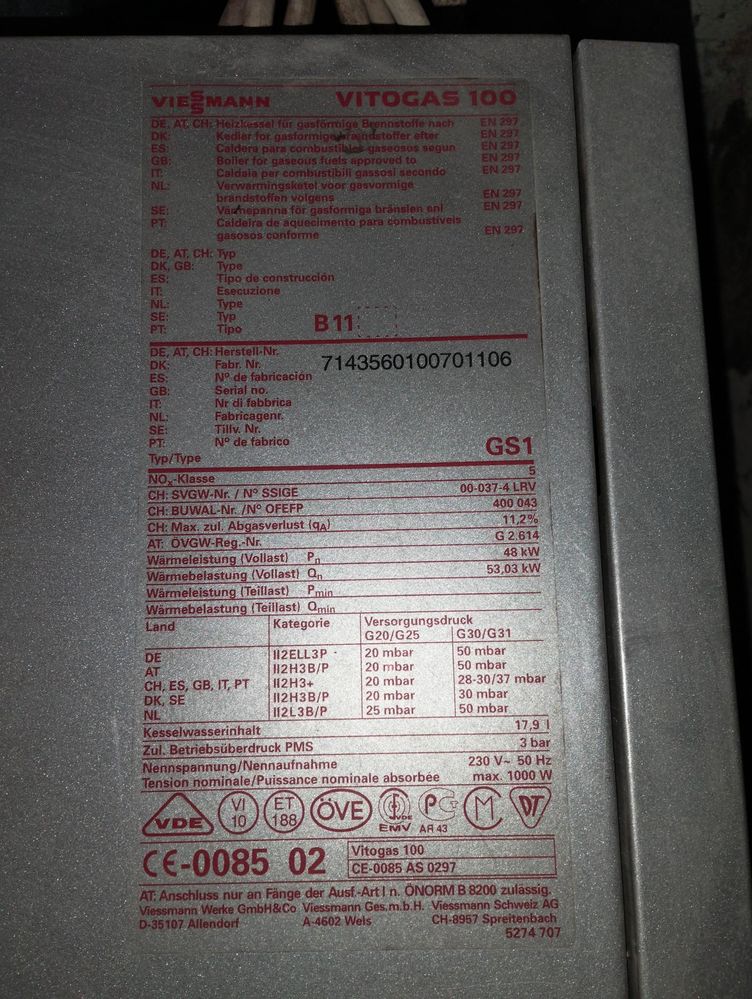 VIESSMANN VITOGAS 100
DE, AT, CH: Heizkessel für gasförmige Brennstoffe nach EN 297
DK: Kedler for gasformige brændstoffer efter EN 297
ES: Caldera para combustibles gaseosos segun EN 297
GB: Boiler for gaseous fuels approved to EN 297
IT: Caldaia per combustibili gassosi secondo EN 297
NL: Verwarmingsketel voor gasvormige
brandstoffen volgens EN 297
SE: Värmepanna för gasformiga bränslen enl EN 297
PT: Caldeira de aquecimento para combustíveis
gasosos conforme EN 297
DE, AT, CH: Typ
DK, GB: Type
ES: Tipo de construcción
IT: Esecuzione
NL: Type
SE: Typ
PT: Tipo B 11
DE, AT, CH: Herstell-Nr. 7143560100701106
DK: Fabr. Nr.
ES: Nº de fabricación
GB: Serial no.
IT: Nr di fabbrica
NL: Fabricagenr.
SE: Tillv. Nr.
PT: Nº de fabrico
Typ/Type GS1
NOx-Klasse 5
CH: SVGW-Nr. / Nº SSIGE 00-037-4 LRV
CH: BUWAL-Nr. /Nº OFEFP 400 043
CH: Max. zul. Abgasverlust (qA) 11,2%
AT: ÖVGW-Reg.-Nr. G 2.614
Wärmeleistung (Vollast) Pn 48 kW
Wärmebelastung (Vollast) Qn 53,03 kW
Wärmeleistung (Teillast) Pmin
Wärmebelastung (Teillast) Qmin
Land Kategorie Versorgungsdruck
G20/G25 G30/G31
DE II2ELL3P 20 mbar 50 mbar
AT II2H3B/P 20 mbar 50 mbar
CH, ES, GB, IT, PT II2H3+ 20 mbar 28-30/37 mbar
DK, SE II2H3B/P 20 mbar 30 mbar
NL II2L3B/P 25 mbar 50 mbar
Kesselwasserinhalt 17,9 l
Zul. Betriebsüberdruck PMS 3 bar
Nennspannung/Nennaufnahme 230 V~ 50 Hz
Tension nominale/Puissance nominale absorbée max. 1000 W
VDE VI 10 ET 188 ÖVE VDE EMV PG AR 43 M DT
CE-0085 02 Vitogas 100
CE-0085 AS 0297
AT: Anschluss nur an Fänge der Ausf.-Art I n. ÖNORM B 8200 zulässig.
Viessmann Werke GmbH&Co Viessmann Ges.m.b.H. Viessmann Schweiz AG
D-35107 Allendorf A-4602 Wels CH-8957 Spreitenbach
5274 707